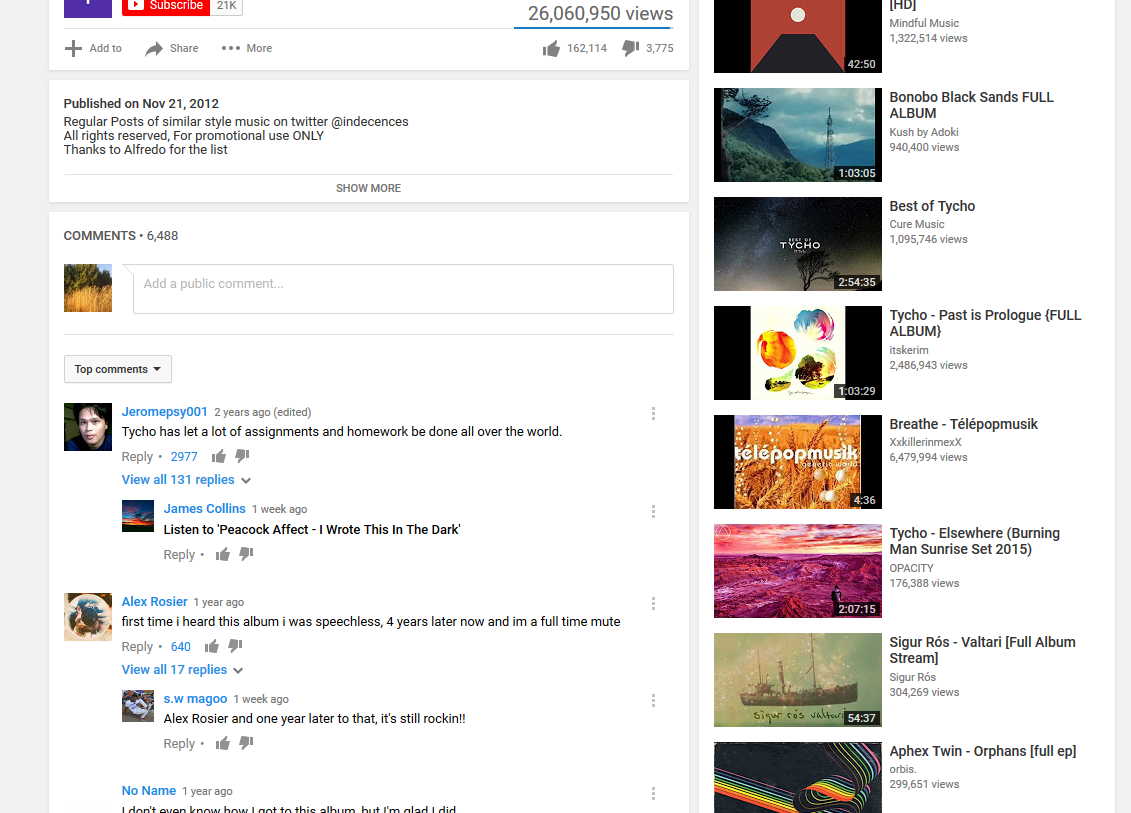 Subscribe 21K
26,060,950 views
Add to Share More 162,114 3,775
Published on Nov 21, 2012
Regular Posts of similar style music on twitter @indecences
All rights reserved, For promotional use ONLY
Thanks to Alfredo for the list
SHOW MORE
COMMENTS • 6,488
Add a public comment...
Top comments
Jeromepsy001 2 years ago (edited)
Tycho has let a lot of assignments and homework be done all over the world.
Reply • 2977
View all 131 replies
James Collins 1 week ago
Listen to 'Peacock Affect - I Wrote This In The Dark'
Reply •
Alex Rosier 1 year ago
first time i heard this album i was speechless, 4 years later now and im a full time mute
Reply • 640
View all 17 replies
s.w magoo 1 week ago
Alex Rosier and one year later to that, it's still rockin!!
Reply •
No Name 1 year ago
I don't even know how I got to this album, but I'm glad I did
[HD]
Mindful Music
1,322,514 views
42:50
Bonobo Black Sands FULL
ALBUM
Kush by Adoki
940,400 views
1:03:05
Best of Tycho
Cure Music
1,095,746 views
BEST OF
TYCHO
2:54:35
Tycho - Past is Prologue {FULL
ALBUM}
itskerim
2,486,943 views
1:03:29
Breathe - Télépopmusik
XxkillerinmexX
6,479,994 views
télépopmusik
genetic world
4:36
Tycho - Elsewhere (Burning
Man Sunrise Set 2015)
OPACITY
176,388 views
2:07:15
Sigur Rós - Valtari [Full Album
Stream]
Sigur Rós
304,269 views
sigur rós valtari
54:37
Aphex Twin - Orphans [full ep]
orbis.
299,651 views